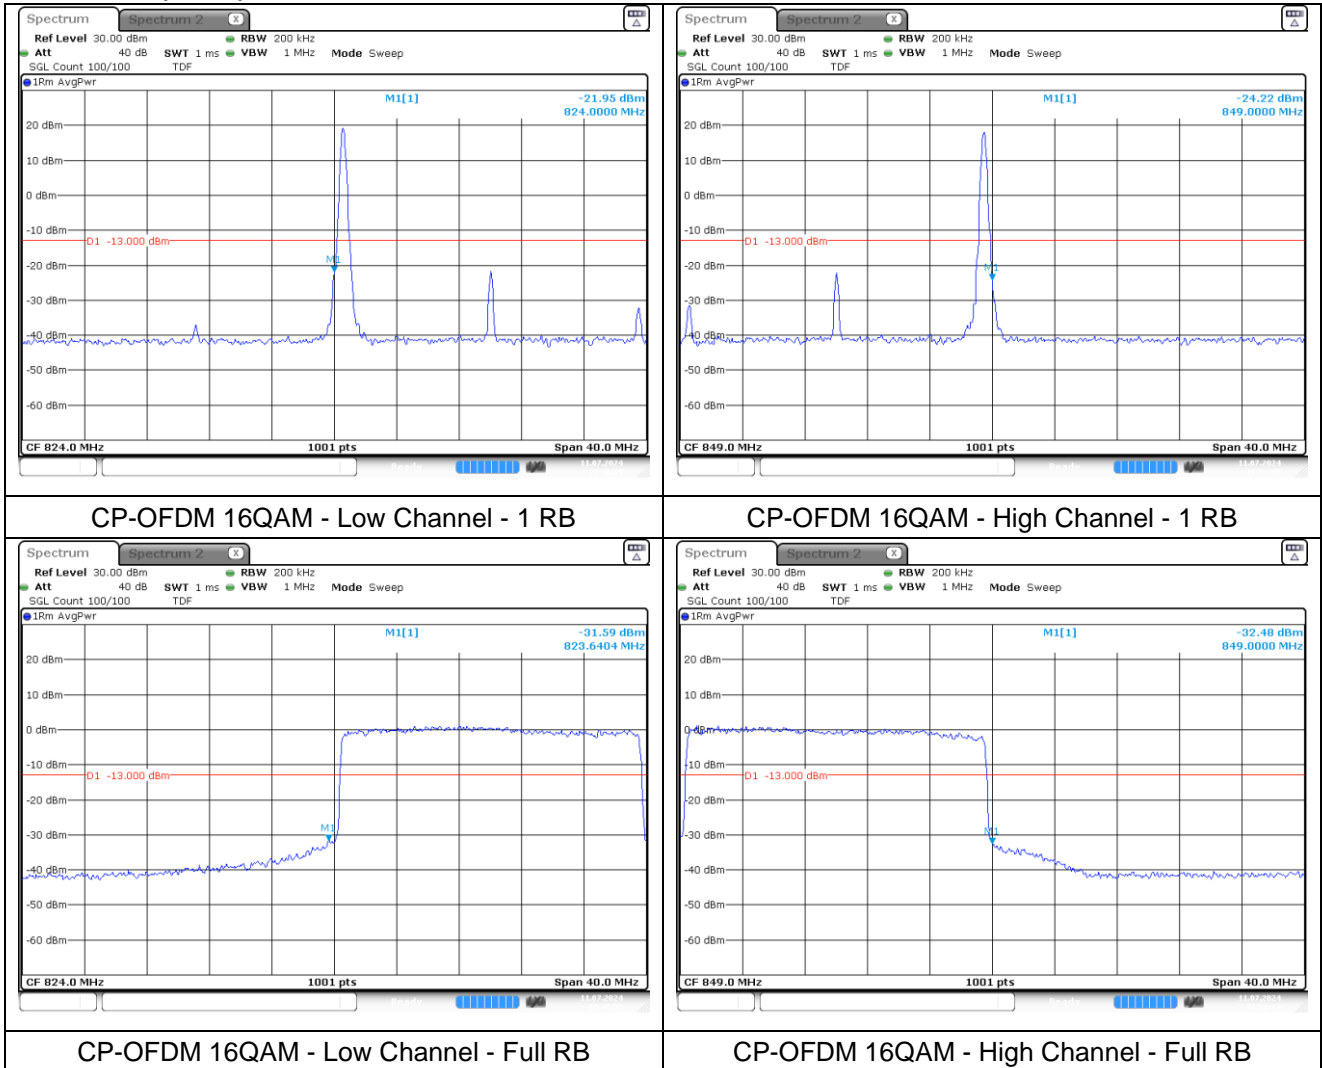 Spectrum Spectrum 2 X
Ref Level 30.00 dBm RBW 200 kHz
Att 40 dB SWT 1 ms VBW 1 MHz Mode Sweep
SGL Count 100/100 TDF
1Rm AvgPwr
M1[1] -21.95 dBm
824.0000 MHz
20 dBm
10 dBm
0 dBm
-10 dBm
D1 -13.000 dBm
-20 dBm
M1
-30 dBm
-40 dBm
-50 dBm
-60 dBm
CF 824.0 MHz 1001 pts Span 40.0 MHz
Ready 11.07.2024
CP-OFDM 16QAM - Low Channel - 1 RB
Spectrum Spectrum 2 X
Ref Level 30.00 dBm RBW 200 kHz
Att 40 dB SWT 1 ms VBW 1 MHz Mode Sweep
SGL Count 100/100 TDF
1Rm AvgPwr
M1[1] -24.22 dBm
849.0000 MHz
20 dBm
10 dBm
0 dBm
-10 dBm
D1 -13.000 dBm
-20 dBm
M1
-30 dBm
-40 dBm
-50 dBm
-60 dBm
CF 849.0 MHz 1001 pts Span 40.0 MHz
Ready 11.07.2024
CP-OFDM 16QAM - High Channel - 1 RB
Spectrum Spectrum 2 X
Ref Level 30.00 dBm RBW 200 kHz
Att 40 dB SWT 1 ms VBW 1 MHz Mode Sweep
SGL Count 100/100 TDF
1Rm AvgPwr
M1[1] -31.59 dBm
823.6404 MHz
20 dBm
10 dBm
0 dBm
-10 dBm
D1 -13.000 dBm
-20 dBm
M1
-30 dBm
-40 dBm
-50 dBm
-60 dBm
CF 824.0 MHz 1001 pts Span 40.0 MHz
Ready 11.07.2024
CP-OFDM 16QAM - Low Channel - Full RB
Spectrum Spectrum 2 X
Ref Level 30.00 dBm RBW 200 kHz
Att 40 dB SWT 1 ms VBW 1 MHz Mode Sweep
SGL Count 100/100 TDF
1Rm AvgPwr
M1[1] -32.48 dBm
849.0000 MHz
20 dBm
10 dBm
0 dBm
-10 dBm
D1 -13.000 dBm
-20 dBm
M1
-30 dBm
-40 dBm
-50 dBm
-60 dBm
CF 849.0 MHz 1001 pts Span 40.0 MHz
Ready 11.07.2024
CP-OFDM 16QAM - High Channel - Full RB